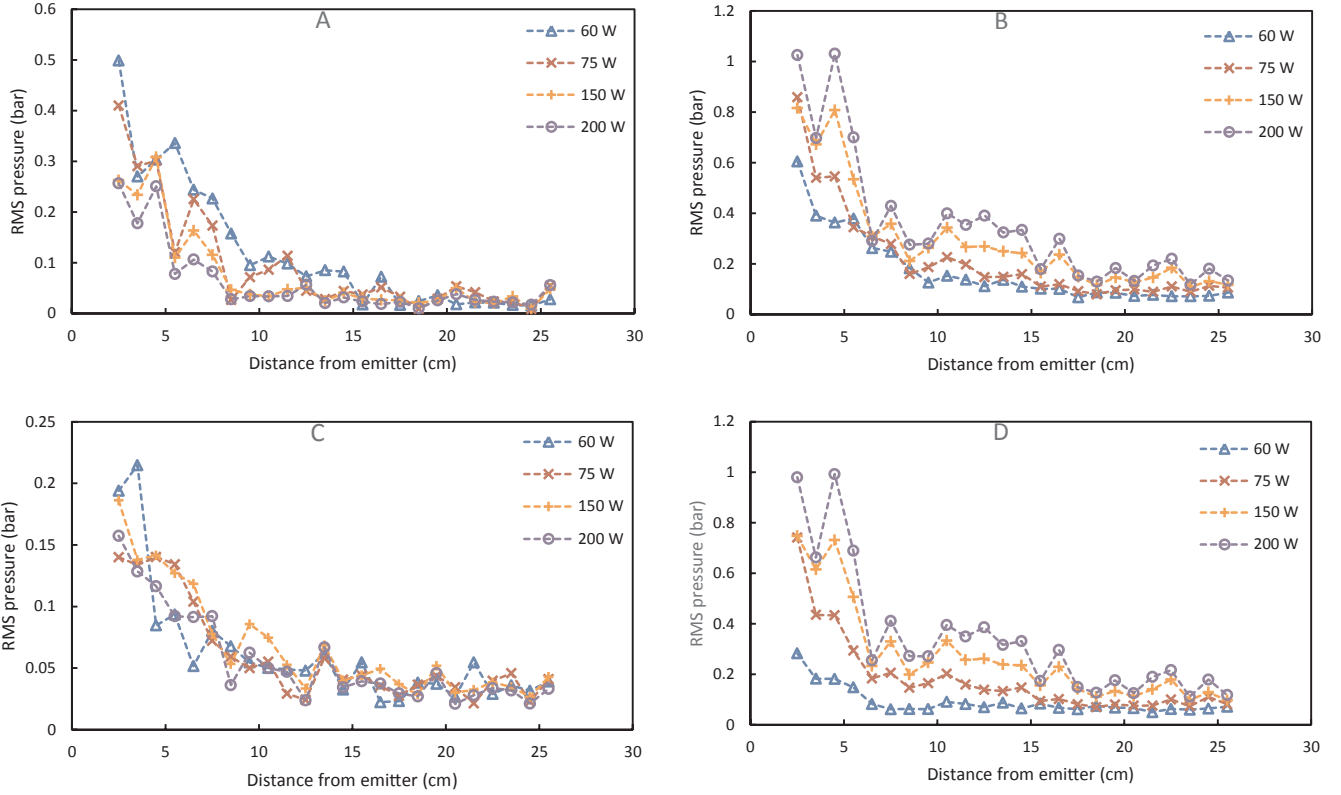 A
0.6
0.5
0.4
0.3
0.2
0.1
0
0 5 10 15 20 25 30
RMS pressure (bar)
Distance from emitter (cm)
60 W
75 W
150 W
200 W
B
1.2
1
0.8
0.6
0.4
0.2
0
0 5 10 15 20 25 30
RMS pressure (bar)
Distance from emitter (cm)
60 W
75 W
150 W
200 W
C
0.25
0.2
0.15
0.1
0.05
0
0 5 10 15 20 25 30
RMS pressure (bar)
Distance from emitter (cm)
60 W
75 W
150 W
200 W
D
1.2
1
0.8
0.6
0.4
0.2
0
0 5 10 15 20 25 30
RMS pressure (bar)
Distance from emitter (cm)
60 W
75 W
150 W
200 W